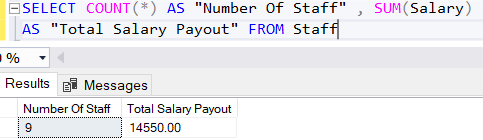 SELECT COUNT(*) AS "Number Of Staff" , SUM(Salary)
AS "Total Salary Payout" FROM Staff
0 %
Results Messages
Number Of Staff Total Salary Payout
9 14550.00